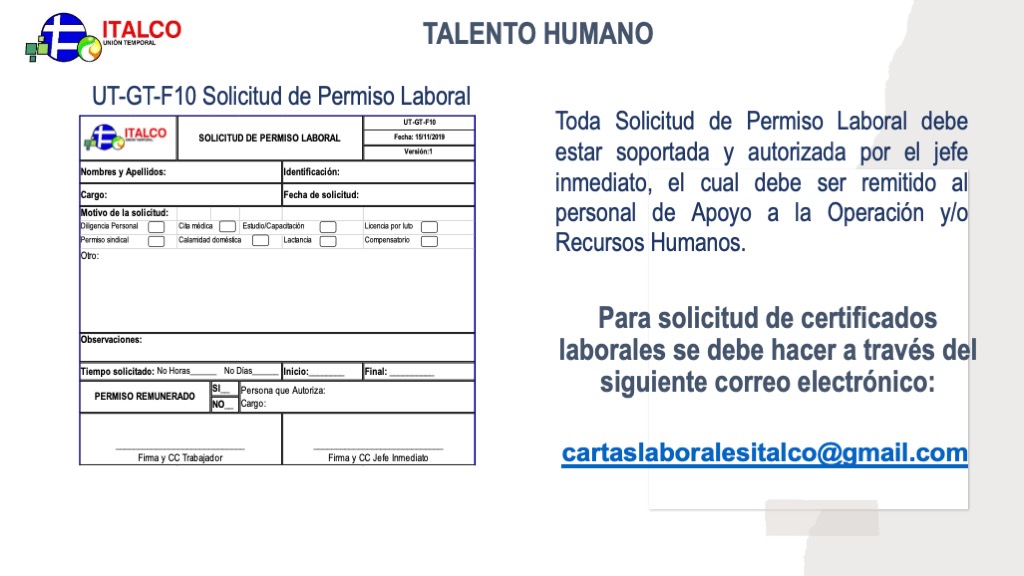 ITALCO
UNIÓN TEMPORAL
TALENTO HUMANO
UT-GT-F10 Solicitud de Permiso Laboral
ITALCO
UNIÓN TEMPORAL
SOLICITUD DE PERMISO LABORAL
UT-GT-F10
Fecha: 15/11/2019
Versión:1
Nombres y Apellidos:
Identificación:
Cargo:
Fecha de solicitud:
Motivo de la solicitud:
Diligencia Personal
Cita médica
Estudio/Capacitación
Licencia por luto
Permiso sindical
Calamidad doméstica
Lactancia
Compensatorio
Otro:
Observaciones:
Tiempo solicitado: No Horas______ No Días______
Inicio:_______
Final: _________
PERMISO REMUNERADO
SI__
NO__
Persona que Autoriza:
Cargo:
Firma y CC Trabajador
Firma y CC Jefe Inmediato
Toda Solicitud de Permiso Laboral debe
estar soportada y autorizada por el jefe
inmediato, el cual debe ser remitido al
personal de Apoyo a la Operación y/o
Recursos Humanos.
Para solicitud de certificados
laborales se debe hacer a través del
siguiente correo electrónico:
cartaslaboralesitalco@gmail.com